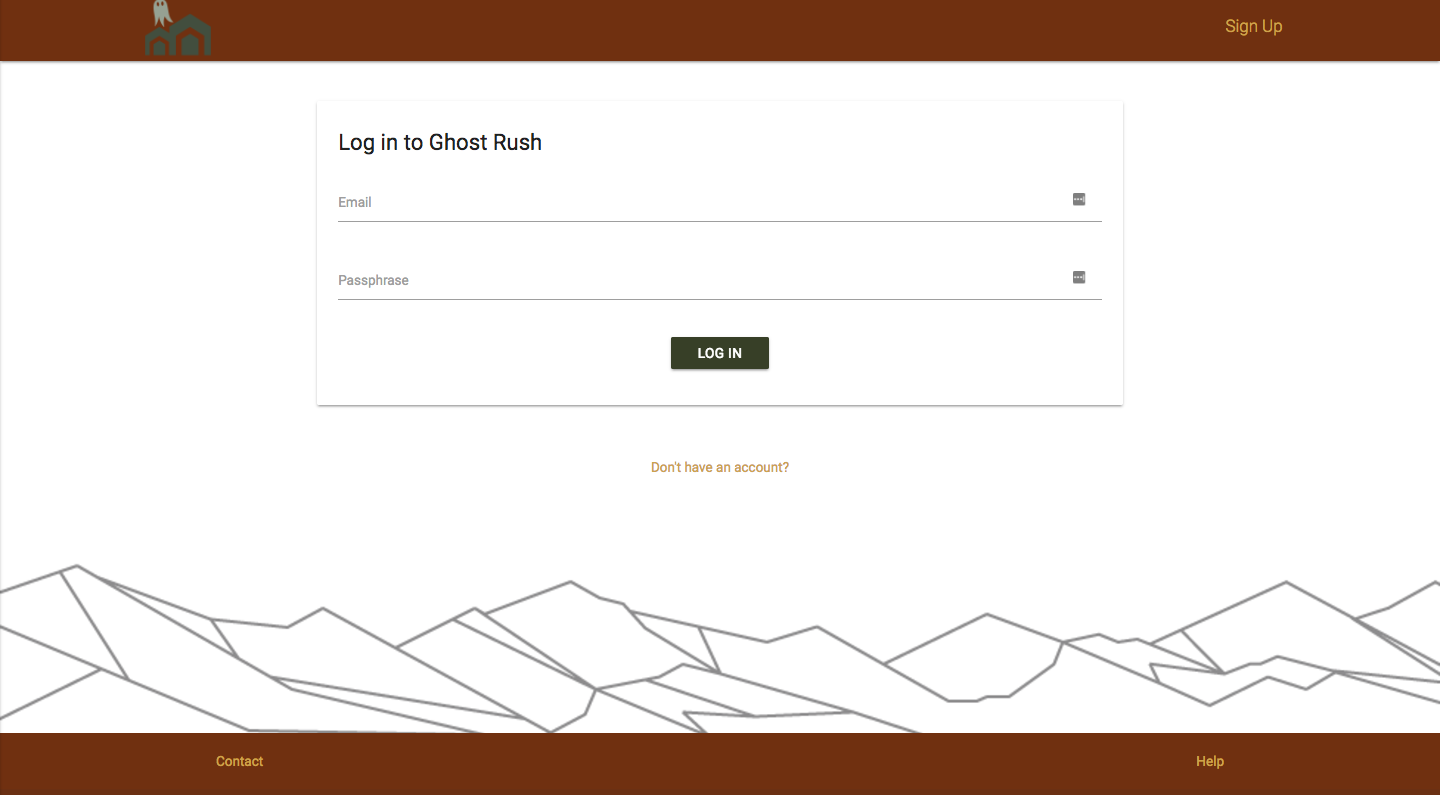 Sign Up
Log in to Ghost Rush
Email
Passphrase
LOG IN
Don't have an account?
Contact
Help